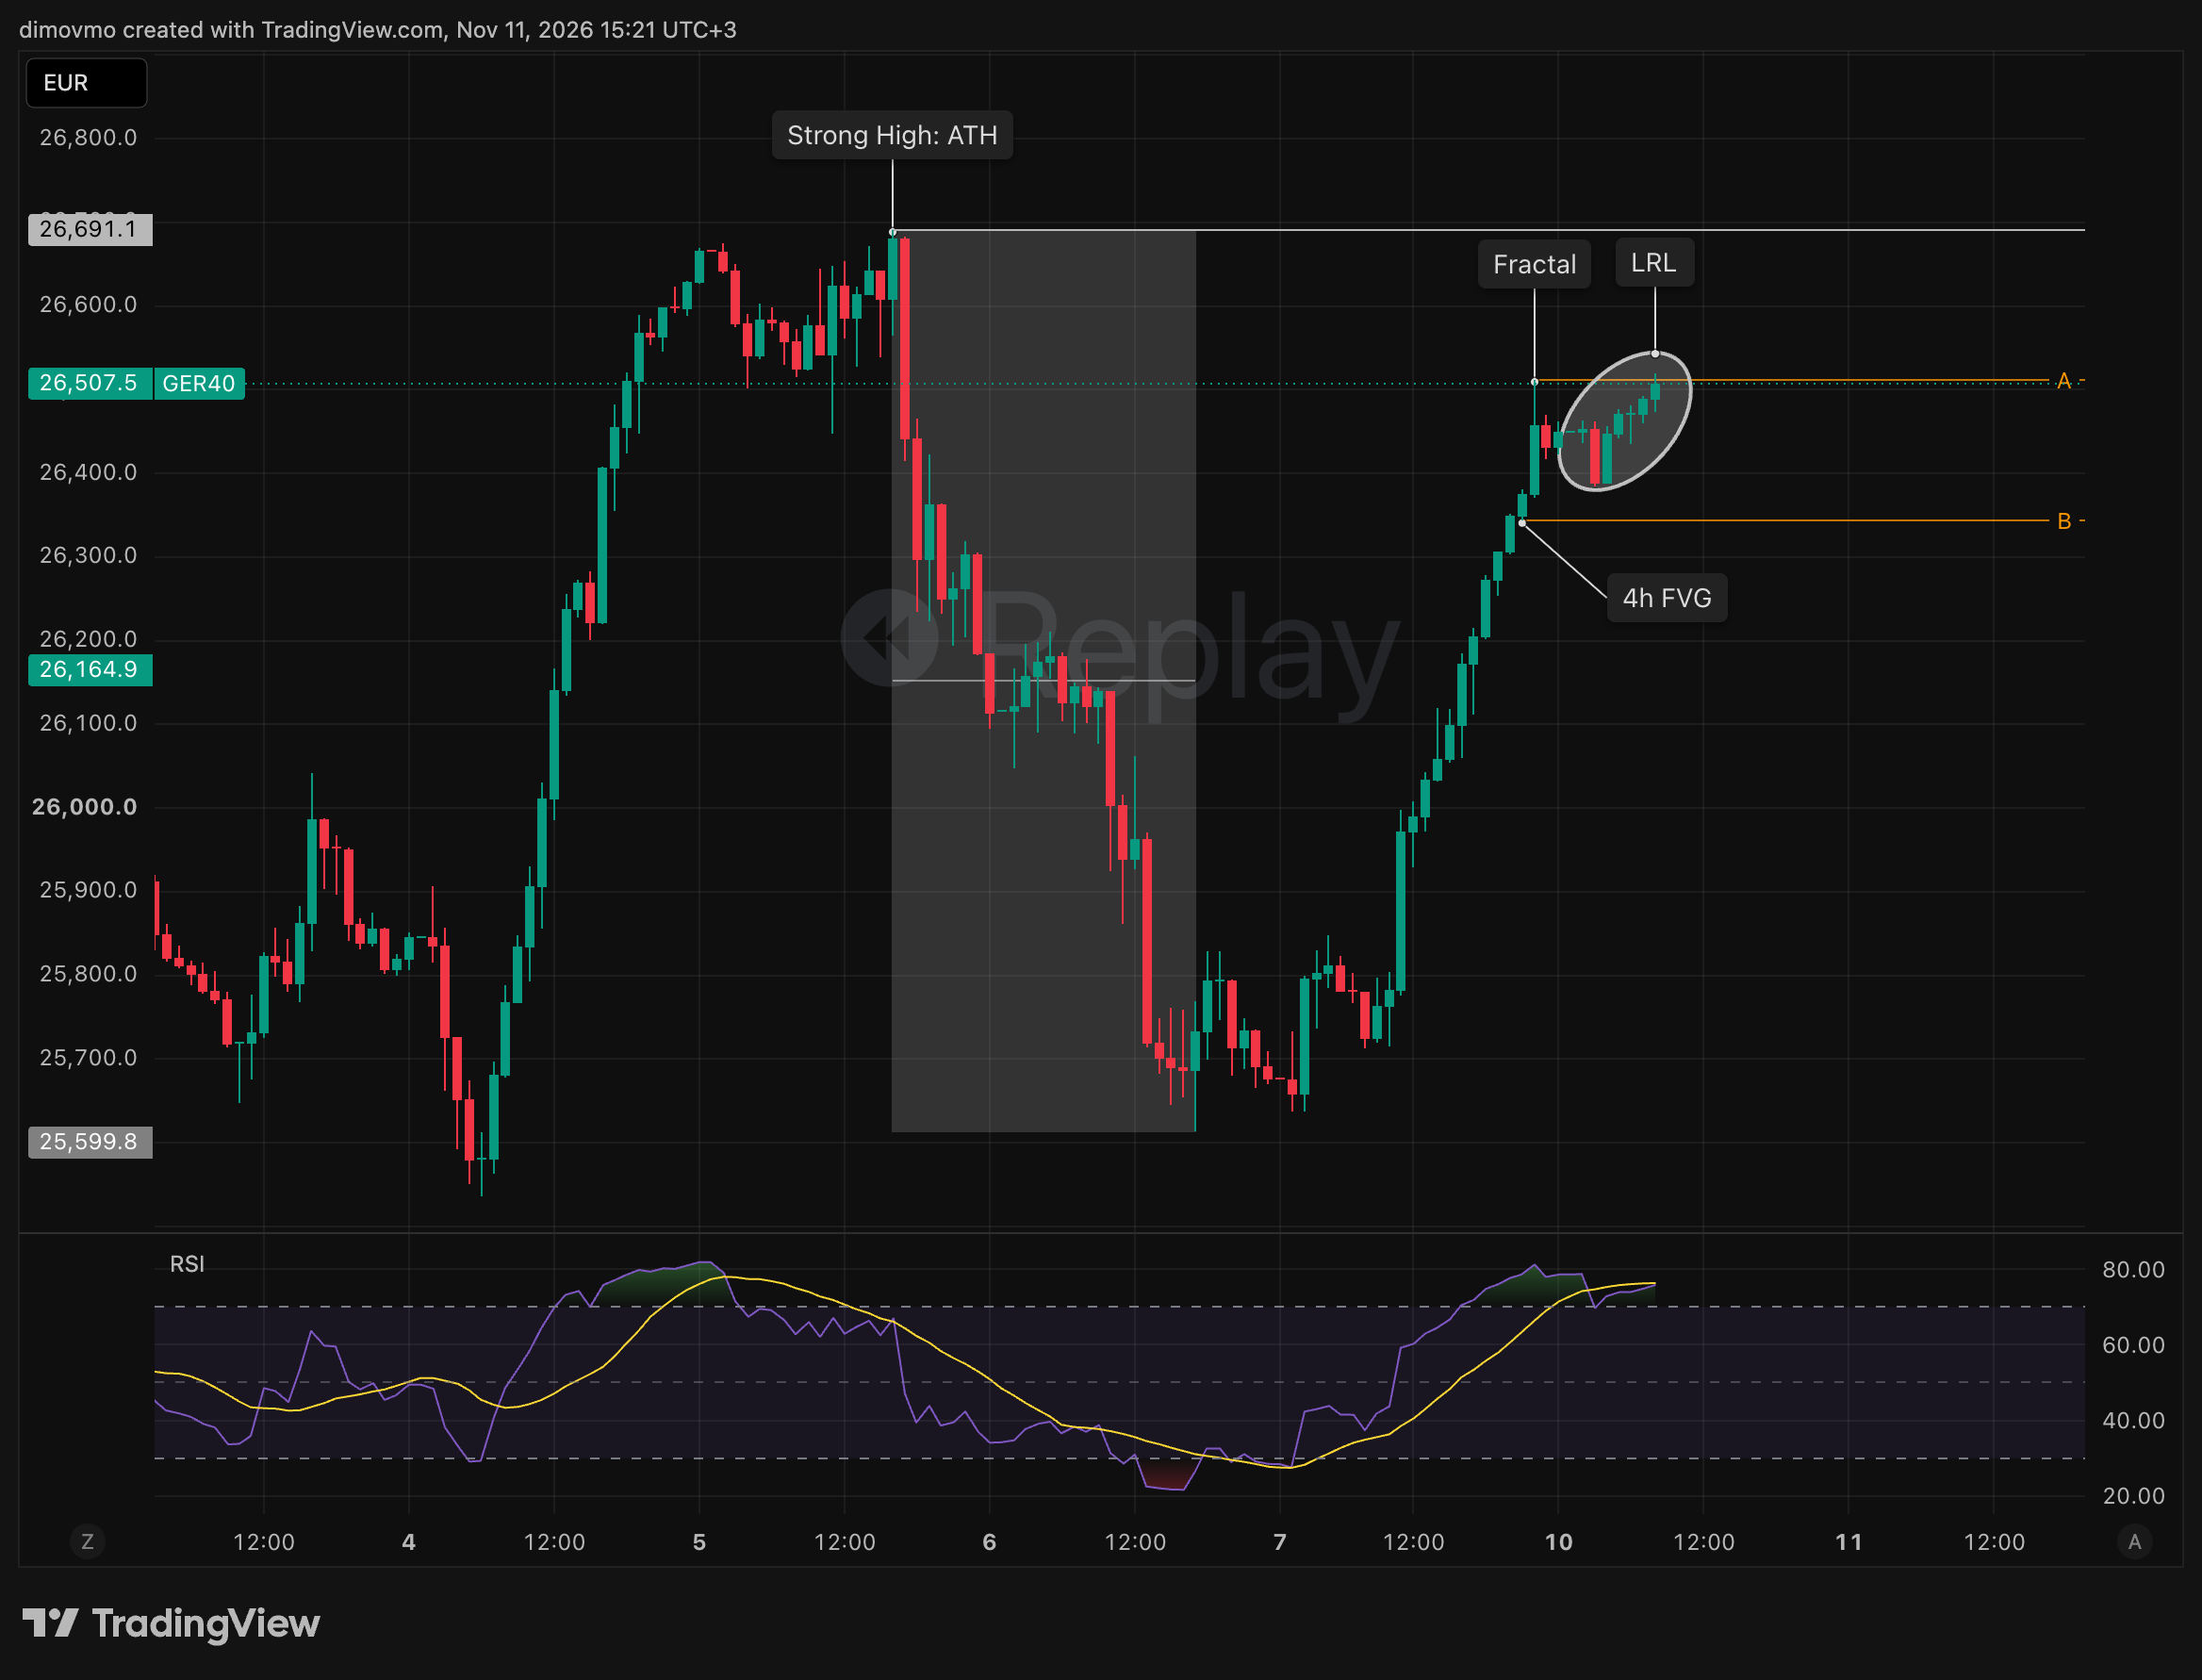 dimovmo created with TradingView.com, Nov 11, 2026 15:21 UTC+3
EUR
26,800.0
26,691.1
26,600.0
26,507.5 GER40
26,400.0
26,300.0
26,200.0
26,164.9
26,100.0
26,000.0
25,900.0
25,800.0
25,700.0
25,599.8
Strong High: ATH
Fractal
LRL
A
B
4h FVG
Replay
RSI
80.00
60.00
40.00
20.00
Z
12:00 4 12:00 5 12:00 6 12:00 7 12:00 10 12:00 11 12:00
A
TradingView